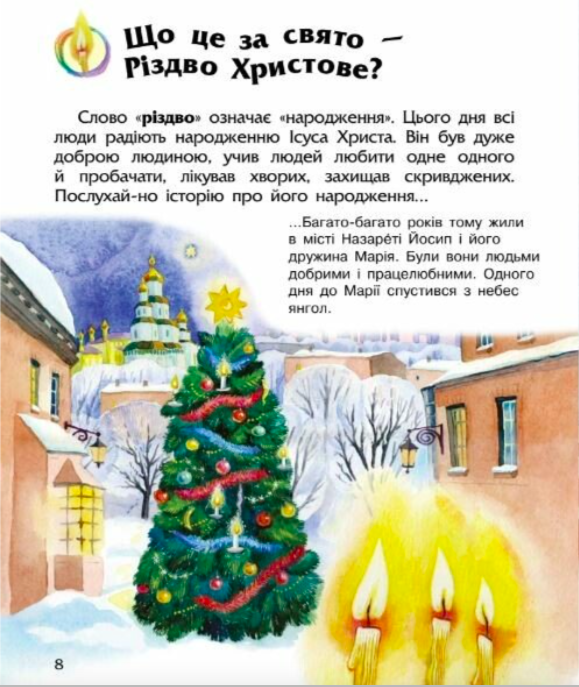 Що це за свято –
Різдво Христове?
Слово «різдво» означає «народження». Цього дня всі
люди радіють народженню Ісуса Христа. Він був дуже
доброю людиною, учив людей любити одне одного
й пробачати, лікував хворих, захищав скривджених.
Послухай-но історію про його народження...
...Багато-багато років тому жили
в місті Назаре́ті Йосип і його
дружина Марія. Були вони людьми
добрими і працелюбними. Одного
дня до Марії спустився з небес
янгол.
8